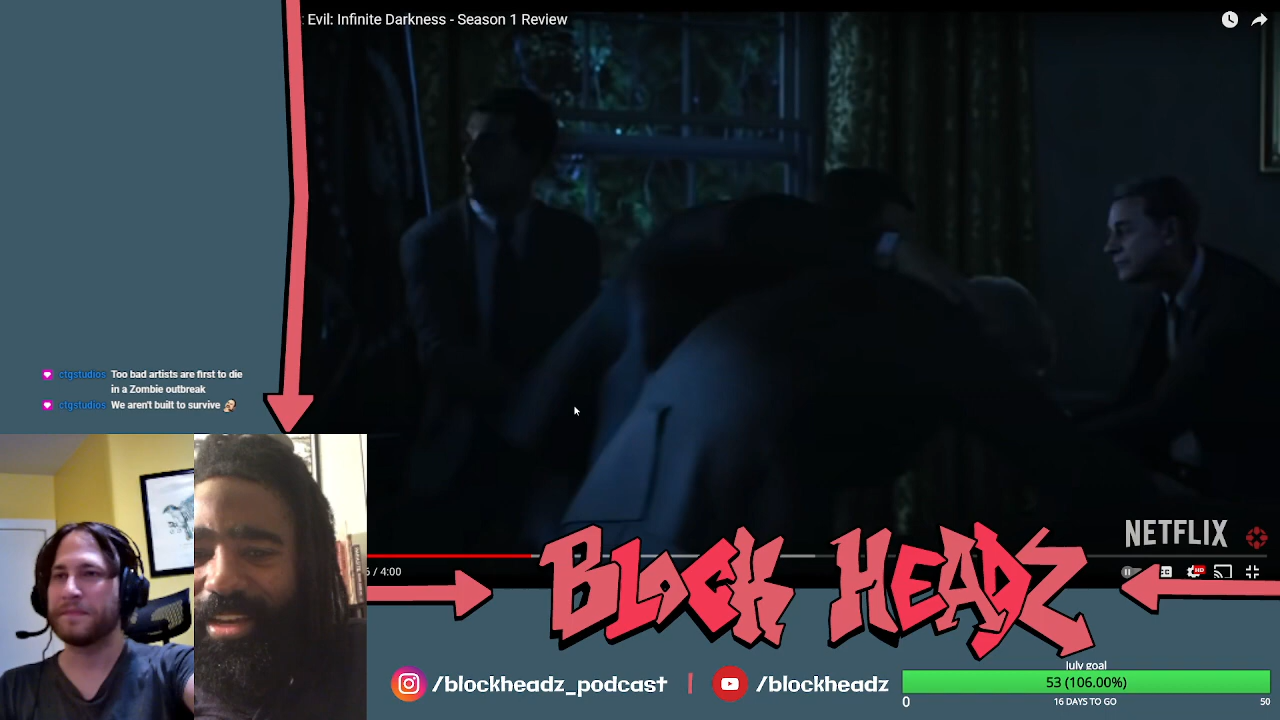 : Evil: Infinite Darkness - Season 1 Review
ctgstudios Too bad artists are first to die
in a Zombie outbreak
ctgstudios We aren't built to survive
NETFLIX
/ 4:00
HD
BLOCK HEADZ
/blockheadz_podcast | /blockheadz
july goal
53 (106.00%)
0 16 DAYS TO GO 50